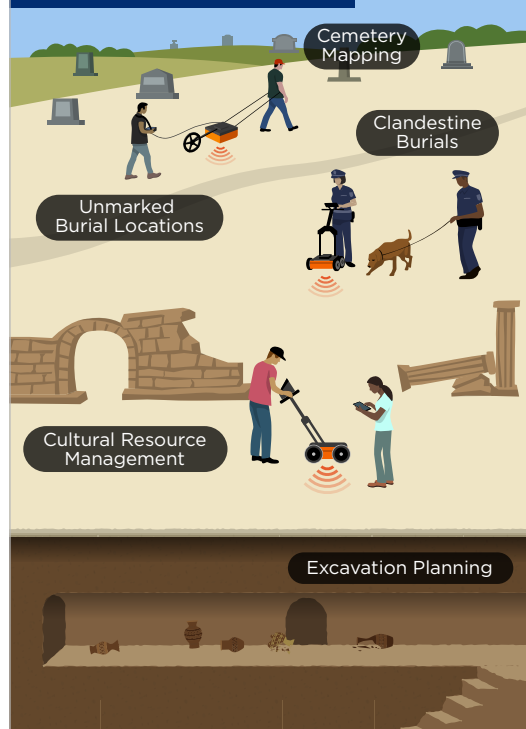 Cemetery
Mapping
Clandestine
Burials
Unmarked
Burial Locations
Cultural Resource
Management
Excavation Planning